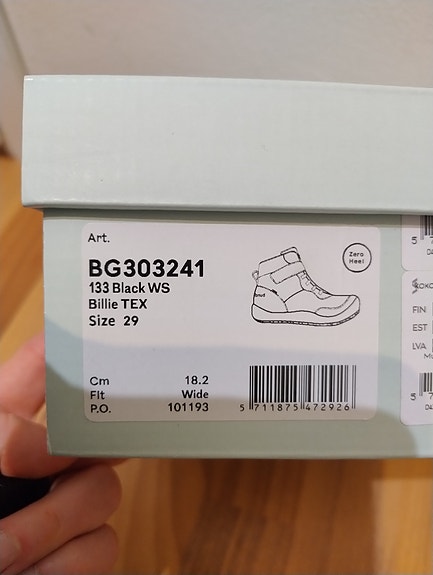 Art.
BG303241
133 Black WS
Billie TEX
Size 29
Zero
Heel
Cm 18.2
Fit Wide
P.O. 101193
5 711875 472926
FIN
EST
LVA